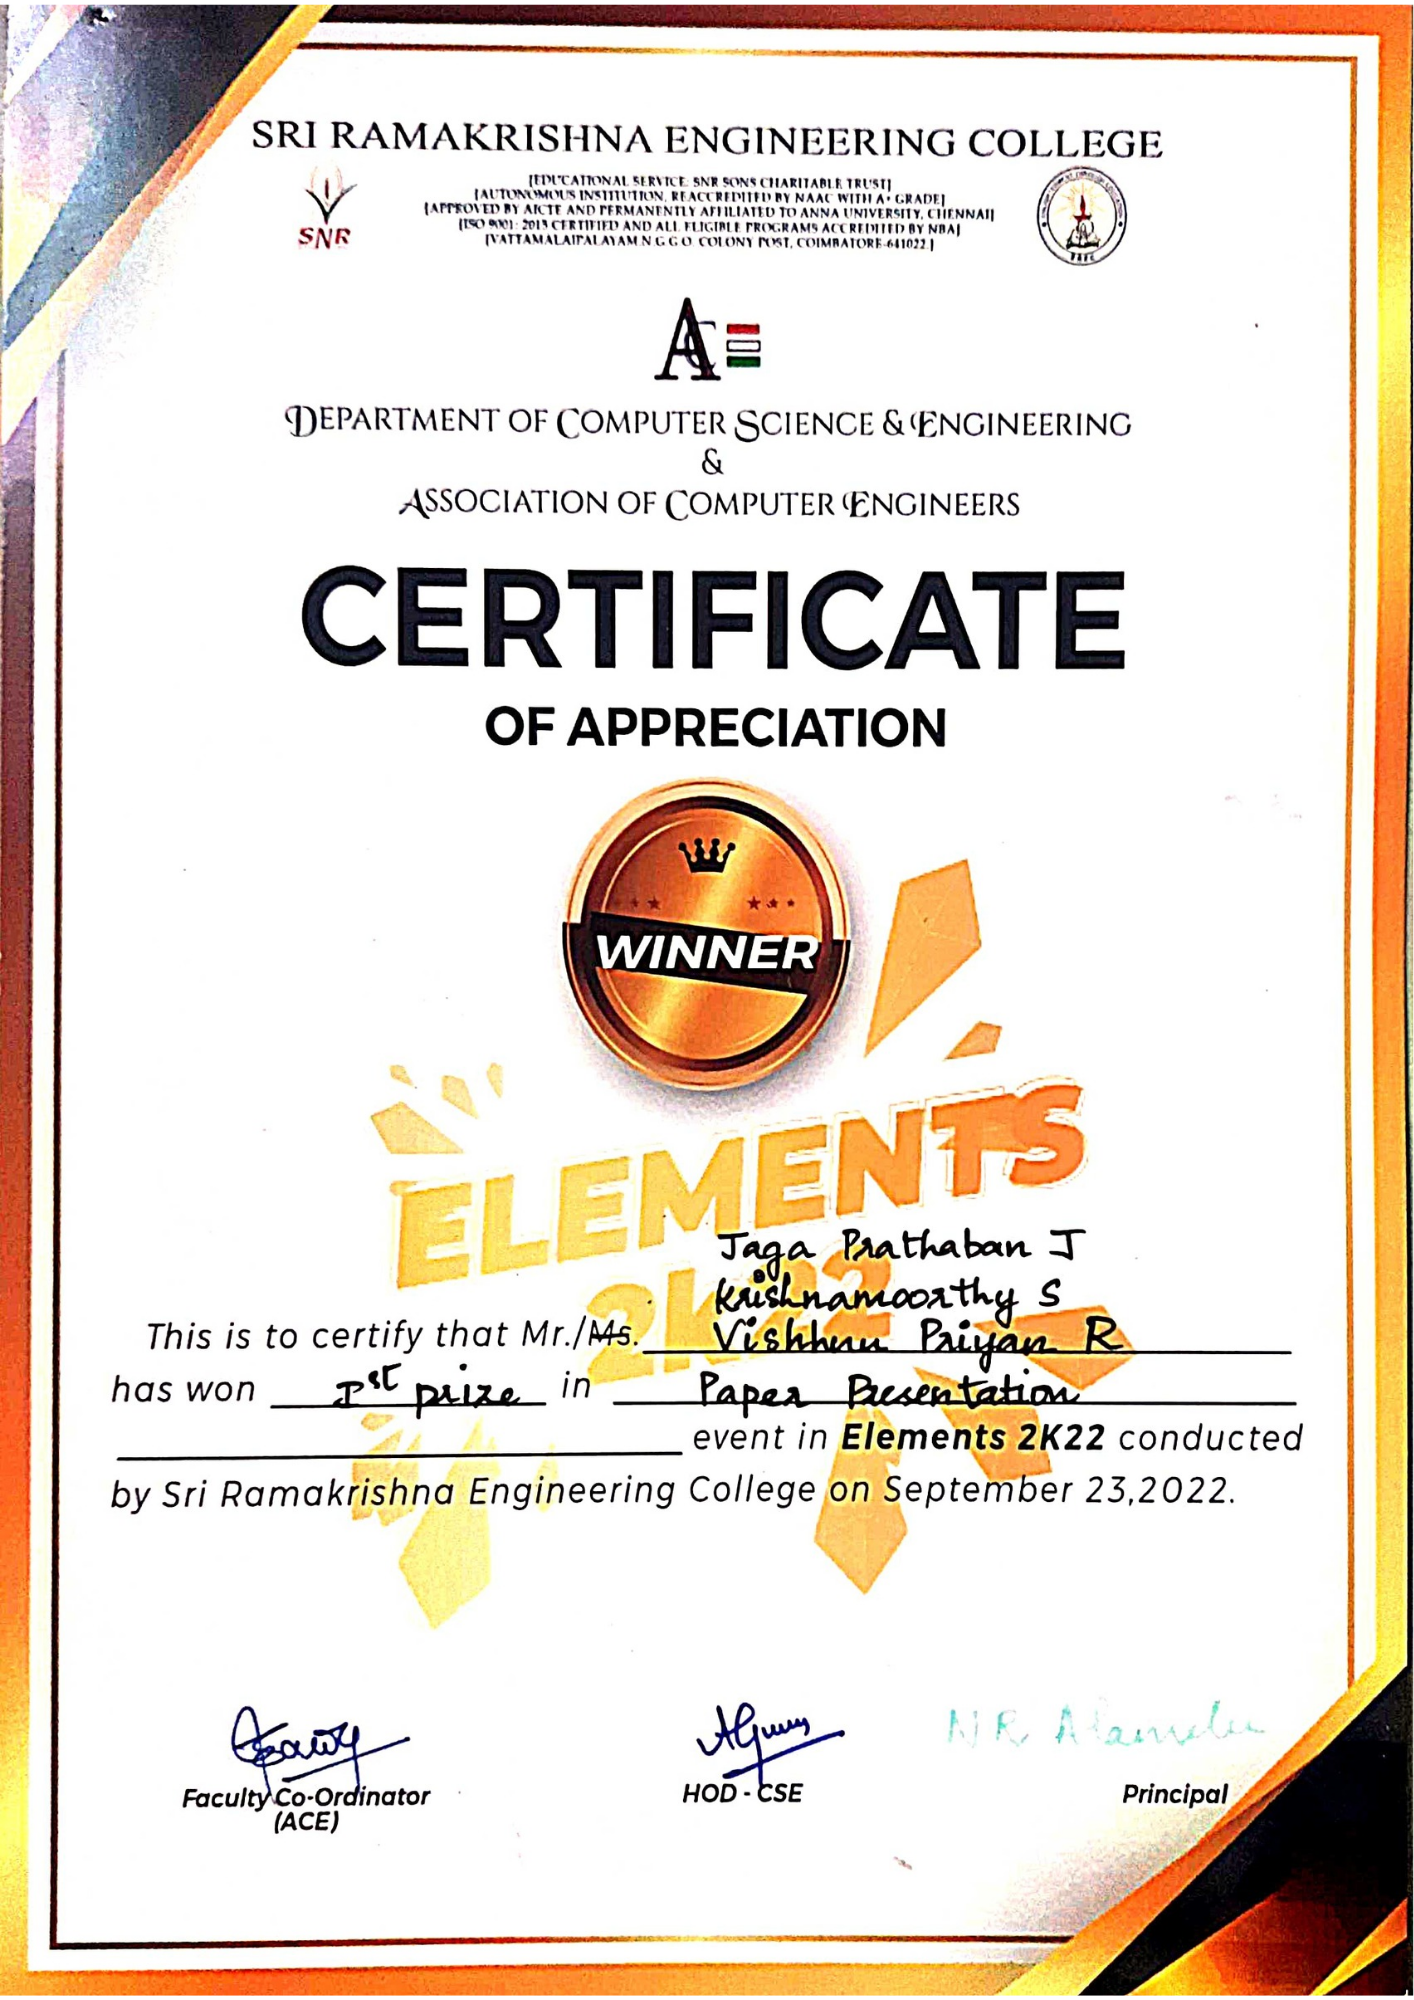 SRI RAMAKRISHNA ENGINEERING COLLEGE
[EDUCATIONAL SERVICE: SNR SONS CHARITABLE TRUST]
[AUTONOMOUS INSTITUTION, REACCREDITED BY NAAC WITH A+ GRADE]
[APPROVED BY AICTE AND PERMANENTLY AFFILIATED TO ANNA UNIVERSITY, CHENNAI]
[ISO 9001: 2015 CERTIFIED AND ALL ELIGIBLE PROGRAMS ACCREDITED BY NBA]
[VATTAMALAIPALAYAM N G G O COLONY POST, COIMBATORE-641022.]
SNR
SREC
ACE
DEPARTMENT OF COMPUTER SCIENCE & ENGINEERING
&
ASSOCIATION OF COMPUTER ENGINEERS
CERTIFICATE
OF APPRECIATION
WINNER
ELEMENTS
2K22
Jaga Prathaban J
Krishnamoorthy S
This is to certify that Mr./Ms. Vishhnu Priyan R
has won Ist prize in Paper Presentation
event in Elements 2K22 conducted
by Sri Ramakrishna Engineering College on September 23,2022.
N R Alamelu
Faculty Co-Ordinator
(ACE)
HOD - CSE
Principal